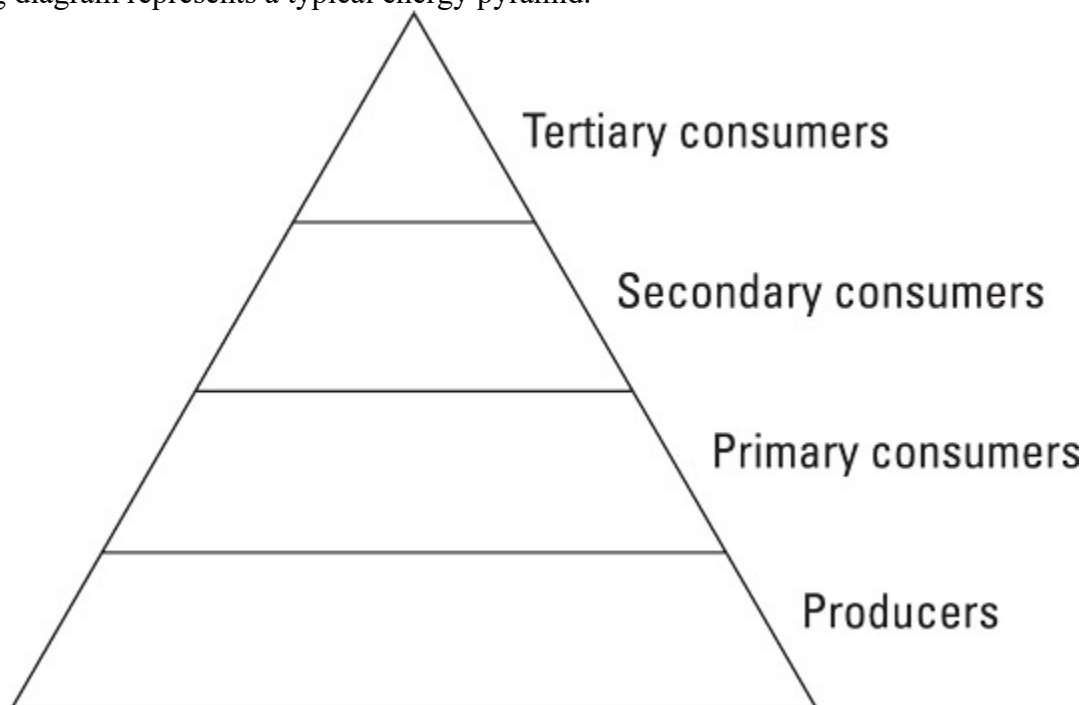 g diagram represents a typical energy pyramid.
Tertiary consumers
Secondary consumers
Primary consumers
Producers